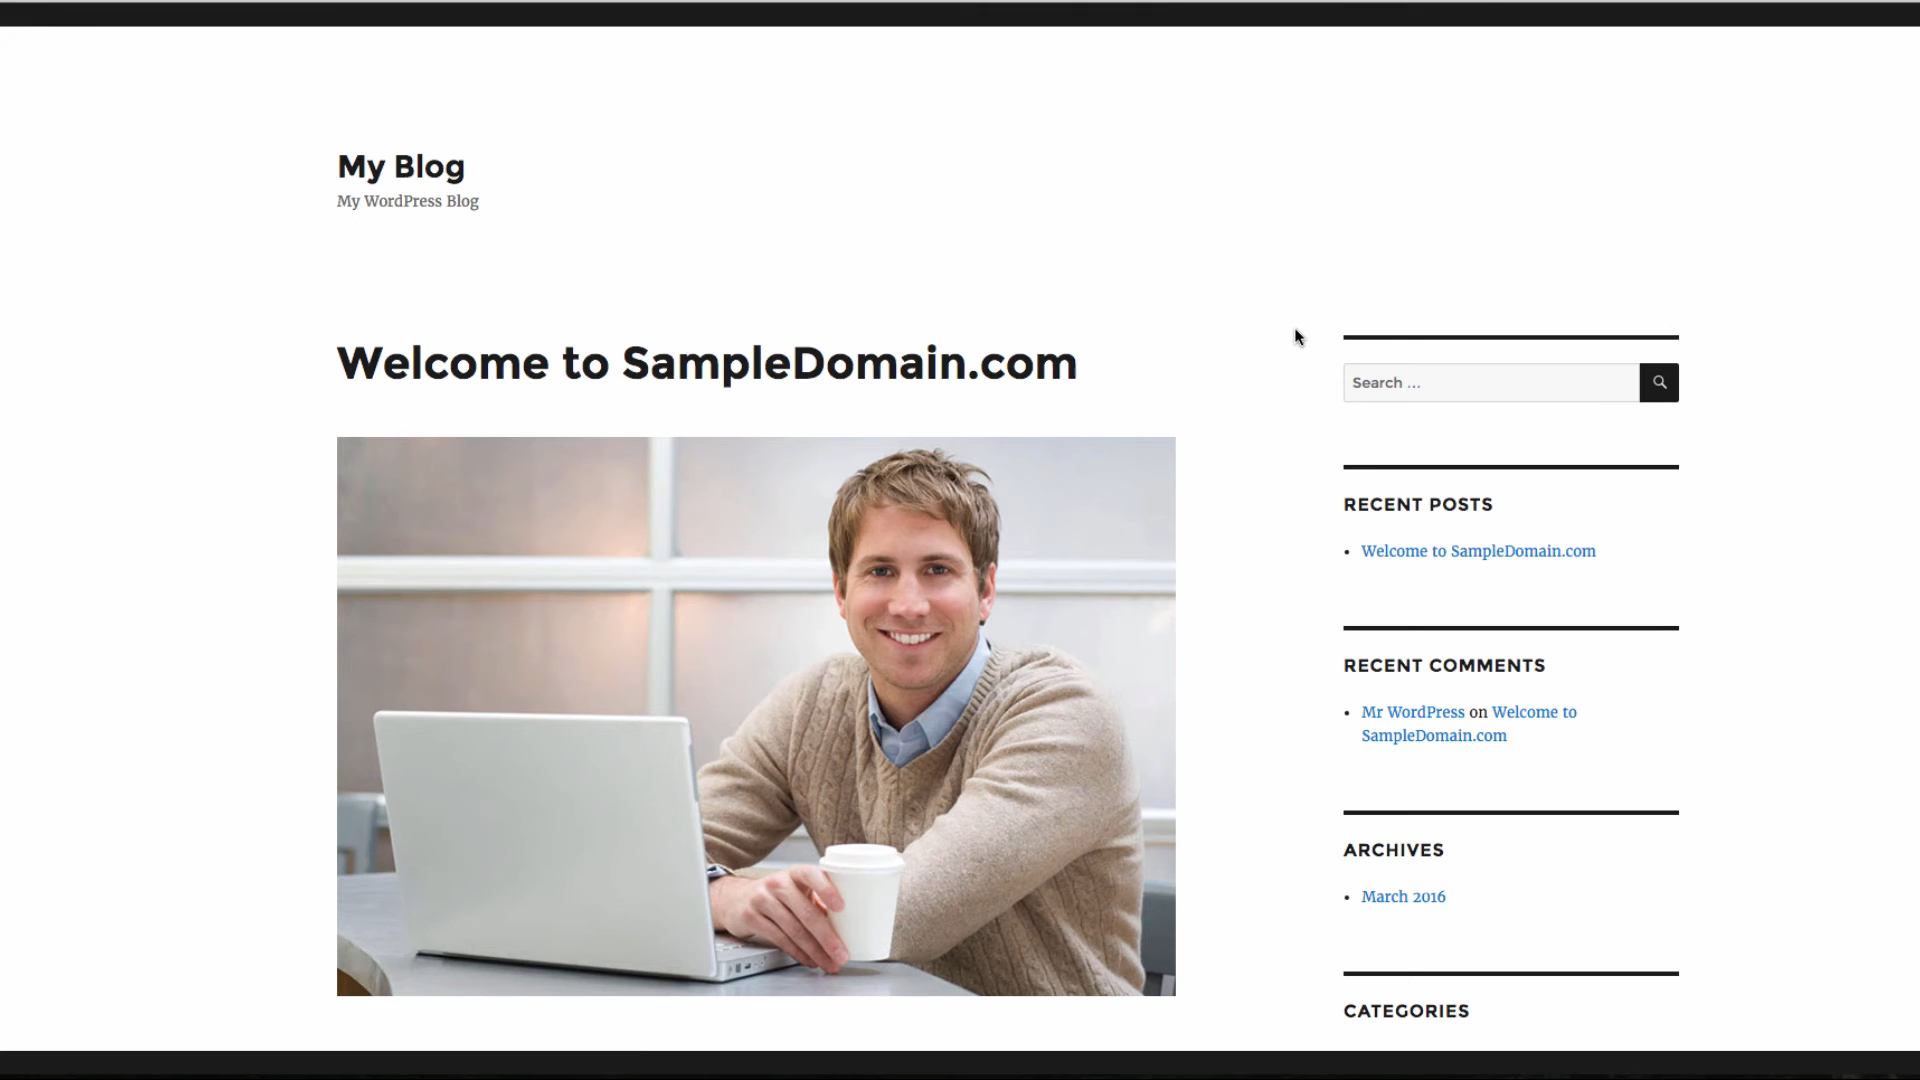 My Blog
My WordPress Blog
Welcome to SampleDomain.com
Search ...
RECENT POSTS
Welcome to SampleDomain.com
RECENT COMMENTS
Mr WordPress on Welcome to
SampleDomain.com
ARCHIVES
March 2016
CATEGORIES